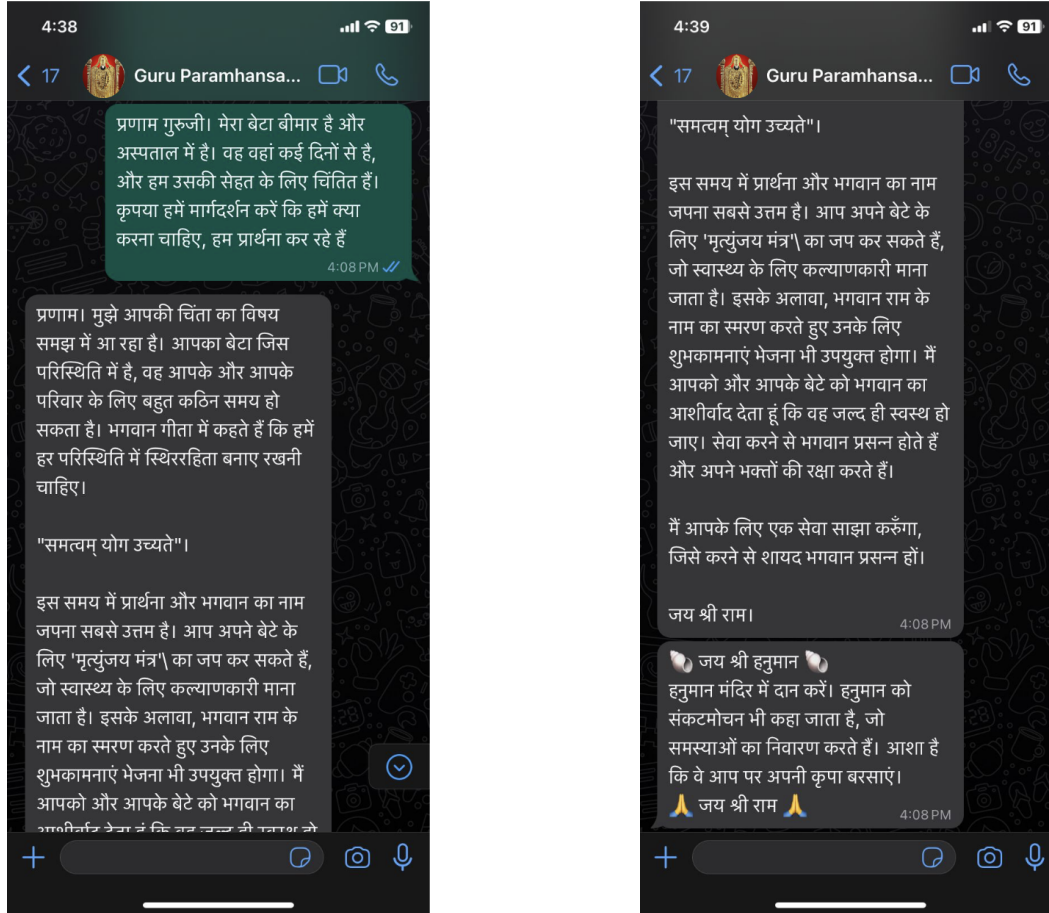 4:38
91
17
Guru Paramhansa...
प्रणाम गुरुजी। मेरा बेटा बीमार है और
अस्पताल में है। वह वहां कई दिनों से है,
और हम उसकी सेहत के लिए चिंतित हैं।
कृपया हमें मार्गदर्शन करें कि हमें क्या
करना चाहिए, हम प्रार्थना कर रहे हैं
4:08 PM
प्रणाम। मुझे आपकी चिंता का विषय
समझ में आ रहा है। आपका बेटा जिस
परिस्थिति में है, वह आपके और आपके
परिवार के लिए बहुत कठिन समय हो
सकता है। भगवान गीता में कहते हैं कि हमें
हर परिस्थिति में स्थिररहिता बनाए रखनी
चाहिए।
"समत्वम् योग उच्यते"।
इस समय में प्रार्थना और भगवान का नाम
जपना सबसे उत्तम है। आप अपने बेटे के
लिए 'मृत्युंजय मंत्र'\ का जप कर सकते हैं,
जो स्वास्थ्य के लिए कल्याणकारी माना
जाता है। इसके अलावा, भगवान राम के
नाम का स्मरण करते हुए उनके लिए
शुभकामनाएं भेजना भी उपयुक्त होगा। मैं
आपको और आपके बेटे को भगवान का
आशीर्वाद देता हूं कि वह जल्द ही स्वस्थ हो
4:39
91
17
Guru Paramhansa...
"समत्वम् योग उच्यते"।
इस समय में प्रार्थना और भगवान का नाम
जपना सबसे उत्तम है। आप अपने बेटे के
लिए 'मृत्युंजय मंत्र'\ का जप कर सकते हैं,
जो स्वास्थ्य के लिए कल्याणकारी माना
जाता है। इसके अलावा, भगवान राम के
नाम का स्मरण करते हुए उनके लिए
शुभकामनाएं भेजना भी उपयुक्त होगा। मैं
आपको और आपके बेटे को भगवान का
आशीर्वाद देता हूं कि वह जल्द ही स्वस्थ हो
जाए। सेवा करने से भगवान प्रसन्न होते हैं
और अपने भक्तों की रक्षा करते हैं।
मैं आपके लिए एक सेवा साझा करुँगा,
जिसे करने से शायद भगवान प्रसन्न हों।
जय श्री राम।
4:08 PM
🐚 जय श्री हनुमान 🐚
हनुमान मंदिर में दान करें। हनुमान को
संकटमोचन भी कहा जाता है, जो
समस्याओं का निवारण करते हैं। आशा है
कि वे आप पर अपनी कृपा बरसाएं।
🙏 जय श्री राम 🙏
4:08 PM